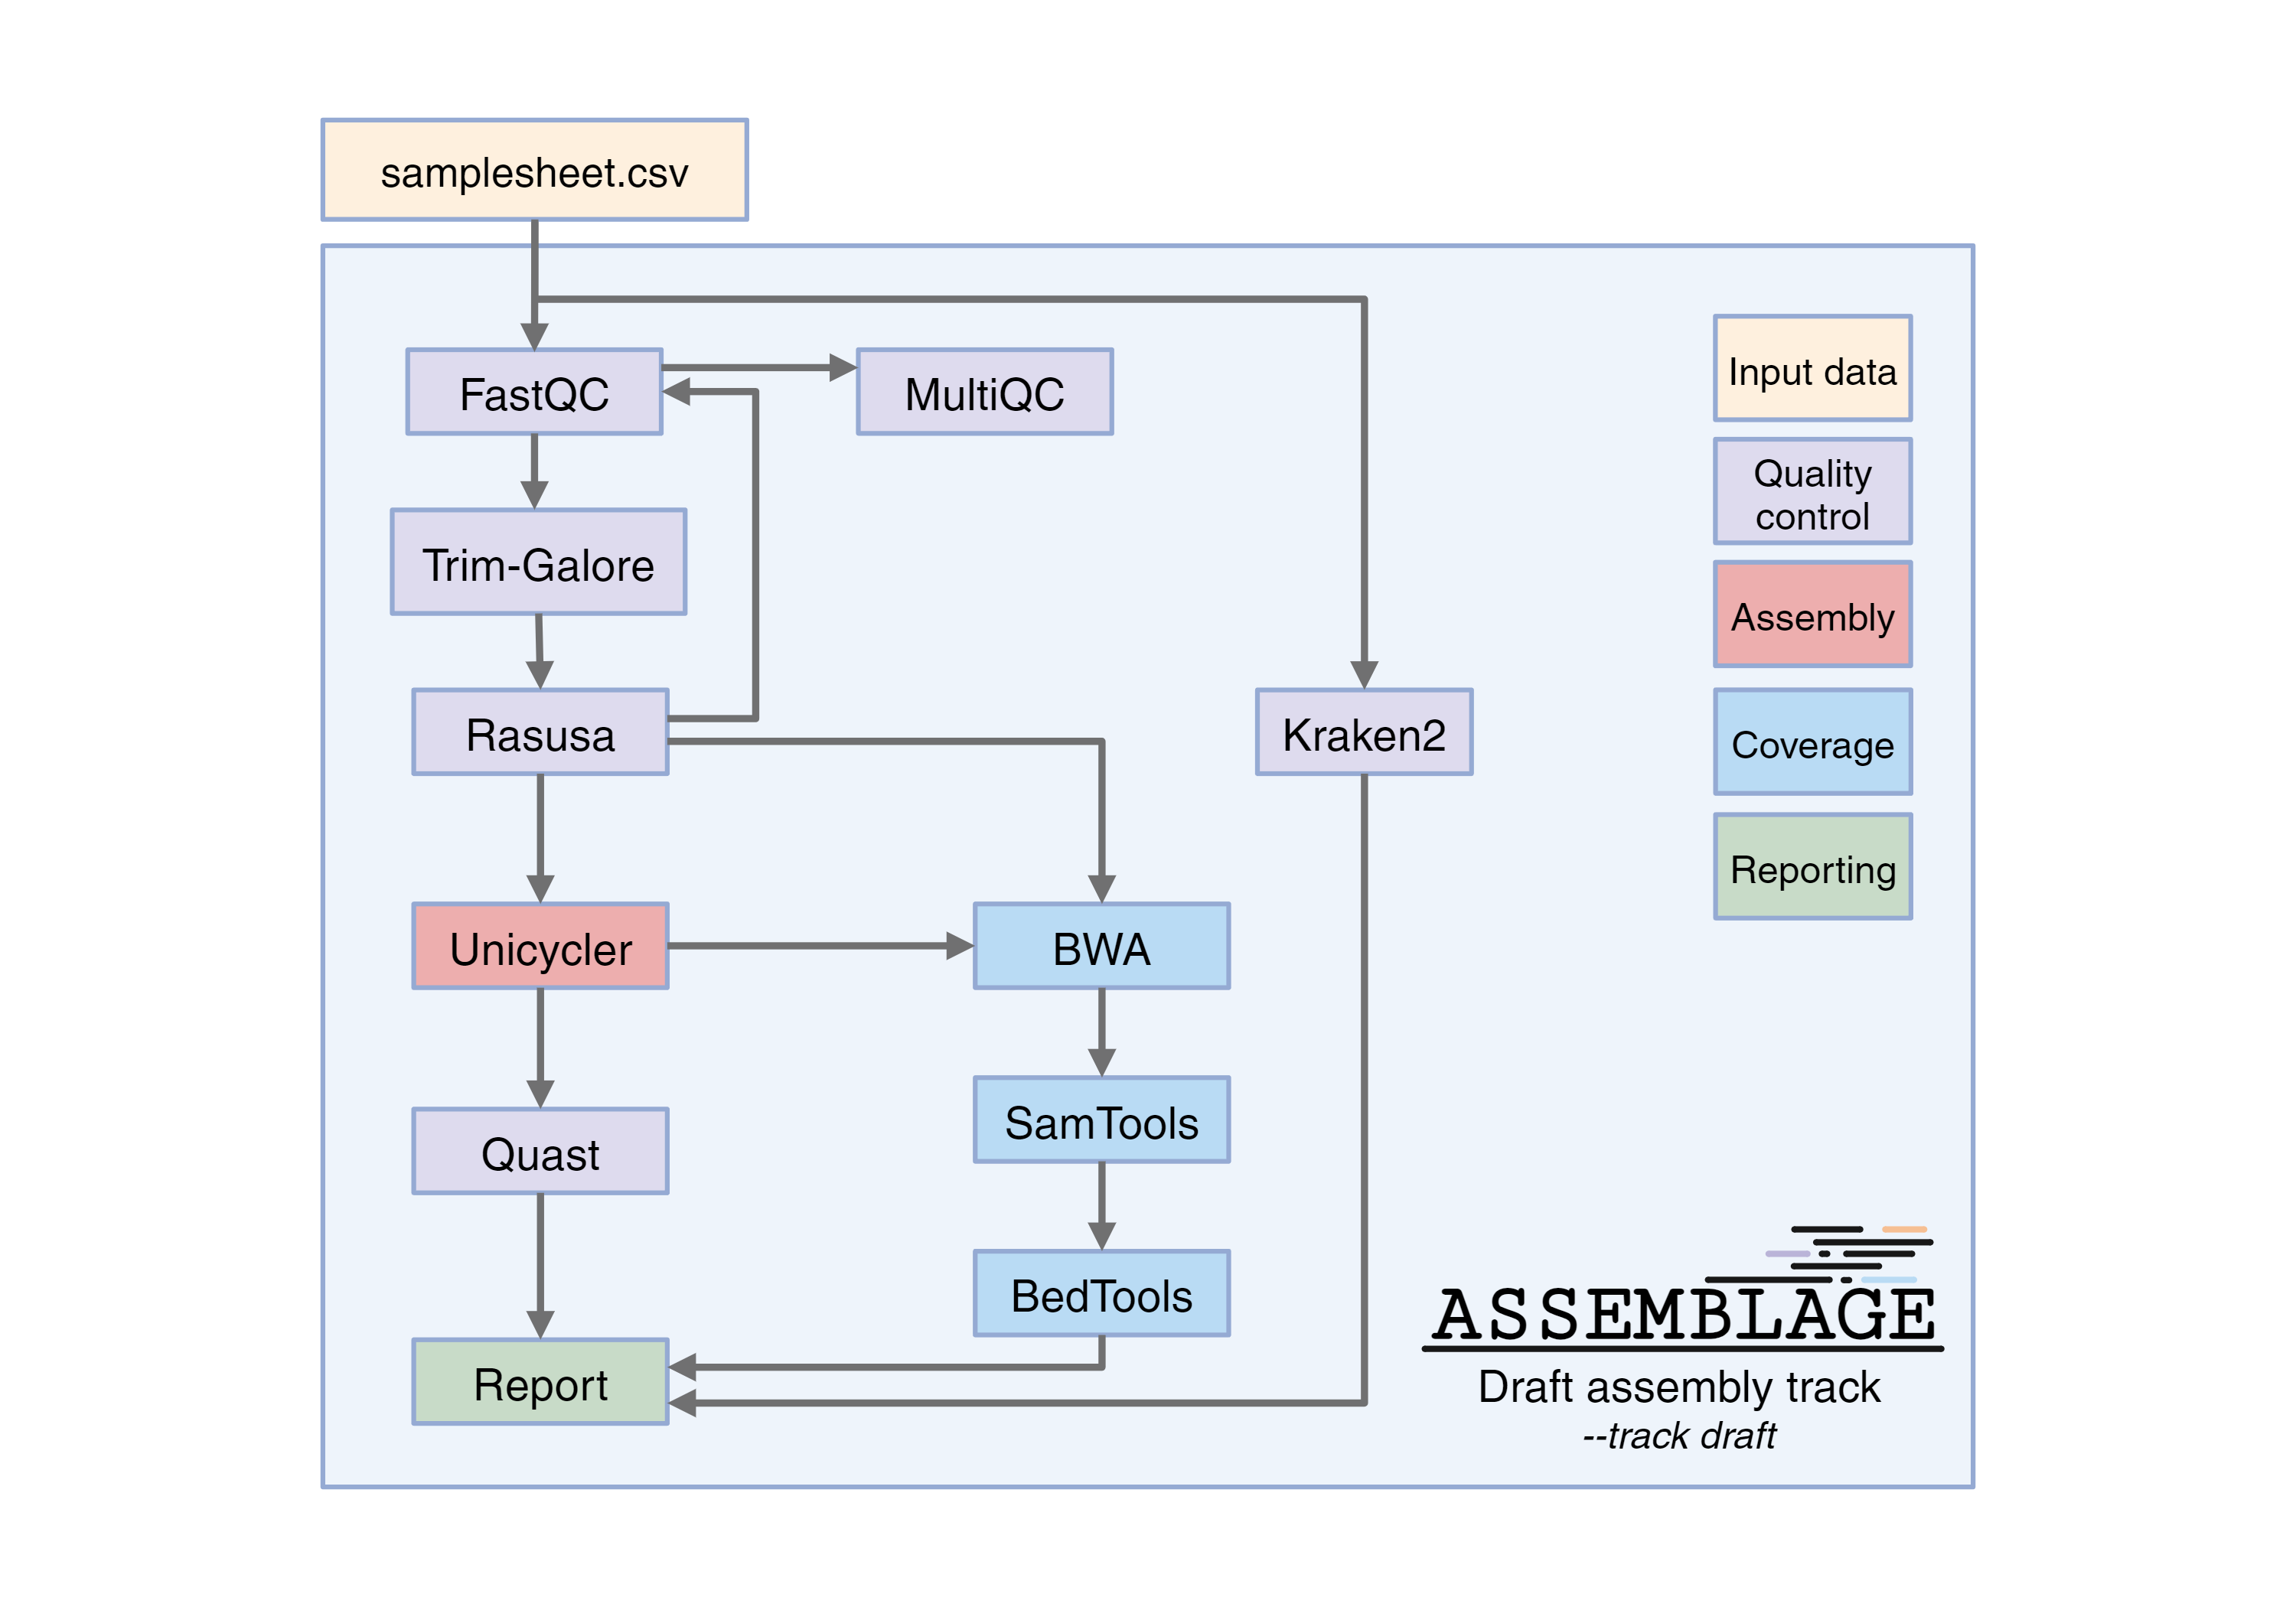 samplesheet.csv
FastQC
MultiQC
Trim-Galore
Rasusa
Kraken2
Unicycler
BWA
SamTools
Quast
BedTools
Report
Input data
Quality
control
Assembly
Coverage
Reporting
ASSEMBLAGE
Draft assembly track
--track draft